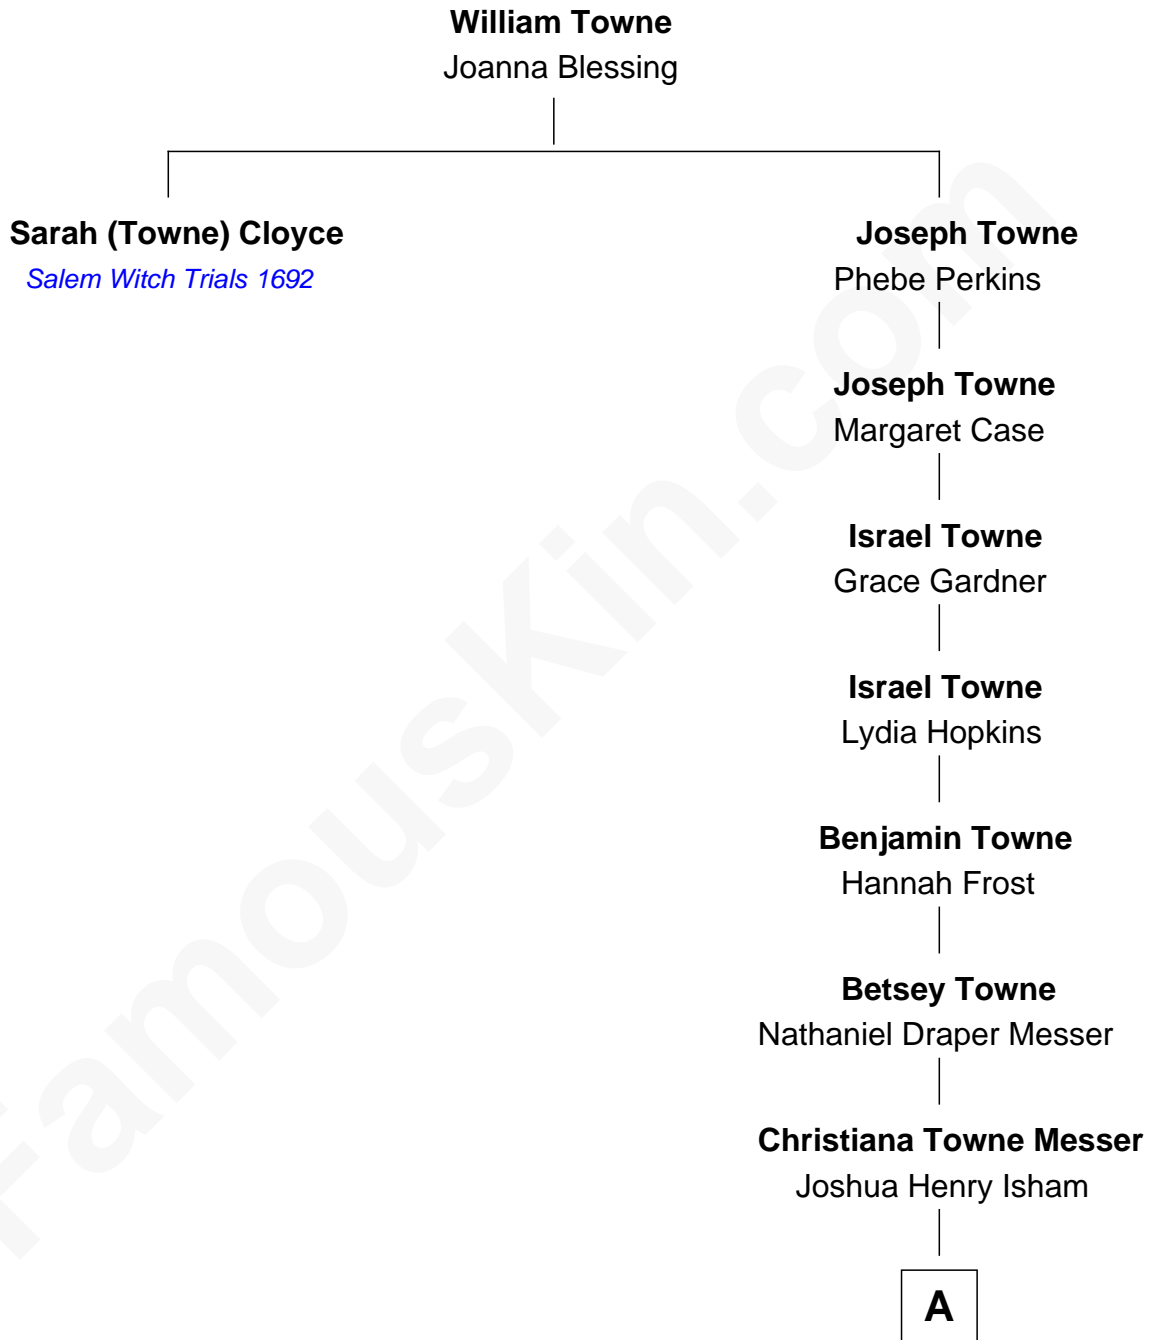 William Towne
Joanna Blessing
Sarah (Towne) Cloyce
Salem Witch Trials 1692
Joseph Towne
Phebe Perkins
Joseph Towne
Margaret Case
Israel Towne
Grace Gardner
Israel Towne
Lydia Hopkins
Benjamin Towne
Hannah Frost
Betsey Towne
Nathaniel Draper Messer
Christiana Towne Messer
Joshua Henry Isham
A
FamousKin.com